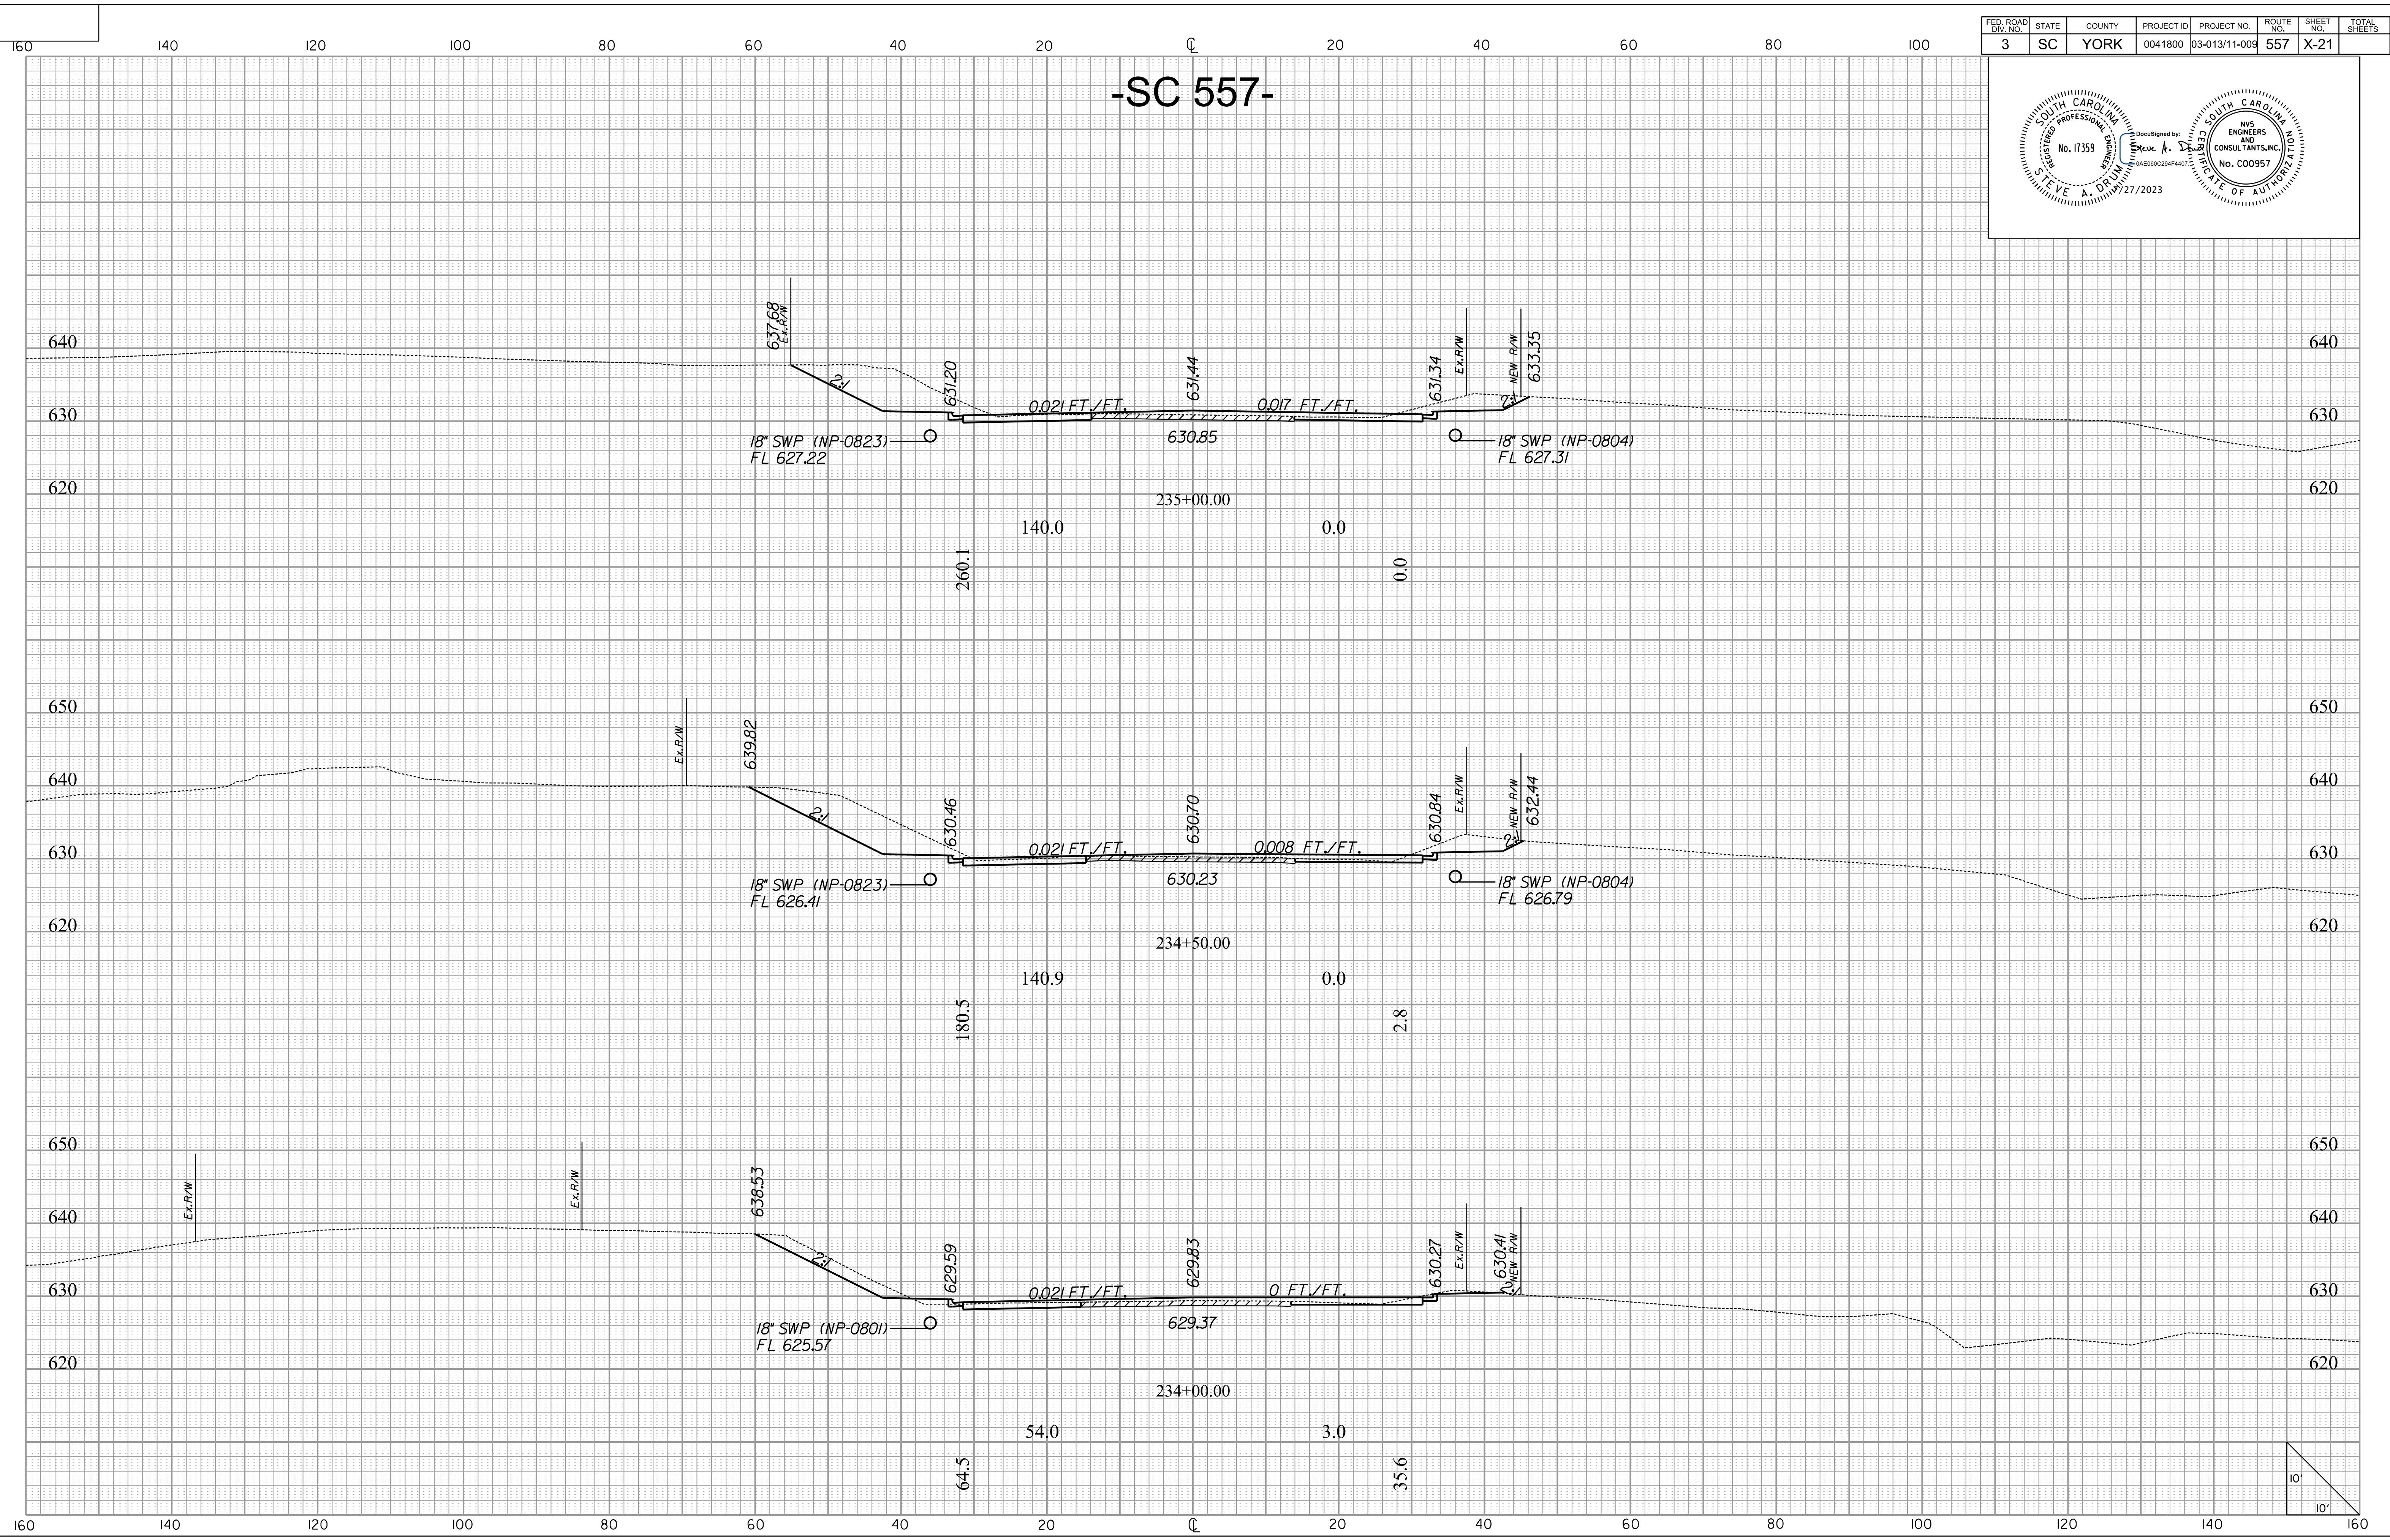 FED. ROAD DIV. NO. STATE COUNTY PROJECT ID PROJECT NO. ROUTE NO. SHEET NO. TOTAL SHEETS
3 SC YORK 0041800 03-013/11-009 557 X-21
160 140 120 100 80 60 40 20 ℄ 20 40 60 80 100
-SC 557-
SOUTH CAROLINA
REGISTERED PROFESSIONAL ENGINEER
No. 17359
STEVE A. DRUM
DocuSigned by:
Steve A.
0AE060C294F4407
/27/2023
SOUTH CAROLINA
CERTIFICATE OF AUTHORIZATION
NV5
ENGINEERS
AND
CONSULTANTS,INC.
No. C00957
637.68
Ex.R/W
631.20
631.44
631.34
Ex.R/W
NEW R/W
633.35
640 640
2:1
2:1
0.021 FT./FT. 0.017 FT./FT.
630 630
630.85
18" SWP (NP-0823)
FL 627.22
18" SWP (NP-0804)
FL 627.31
620 620
235+00.00
140.0 0.0
260.1 0.0
650 650
Ex.R/W
639.82
630.46
630.70
630.84
Ex.R/W
NEW R/W
632.44
640 640
2:1
2:1
0.021 FT./FT. 0.008 FT./FT.
630 630
630.23
18" SWP (NP-0823)
FL 626.41
18" SWP (NP-0804)
FL 626.79
620 620
234+50.00
140.9 0.0
180.5 2.8
650 650
Ex.R/W
Ex.R/W
638.53
629.59
629.83
630.27
Ex.R/W
630.41
NEW R/W
640 640
2:1
2:1
0.021 FT./FT. 0 FT./FT.
630 630
629.37
18" SWP (NP-0801)
FL 625.57
620 620
234+00.00
54.0 3.0
64.5 35.6
10'
10'
160 140 120 100 80 60 40 20 ℄ 20 40 60 80 100 120 140 160